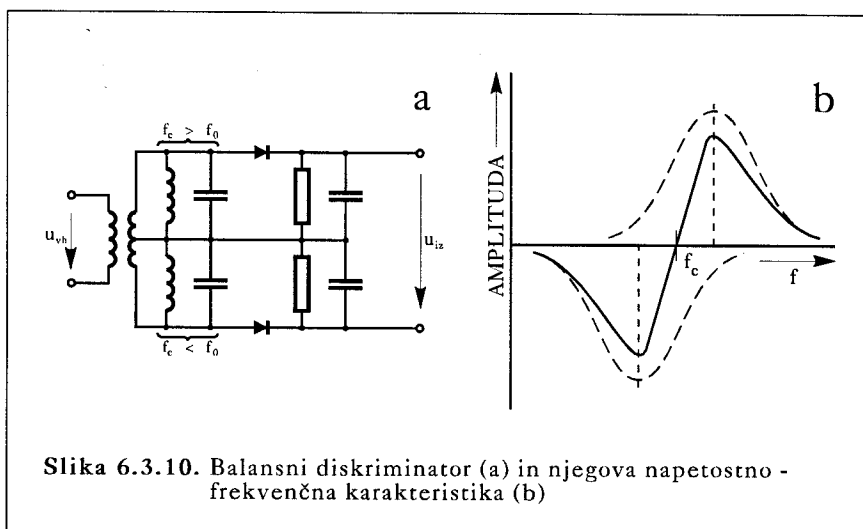 a
b
f_c > f_0
u_vh
u_iz
f_c < f_0
AMPLITUDA
f_c
f
Slika 6.3.10. Balansni diskriminator (a) in njegova napetostno -
frekvenčna karakteristika (b)